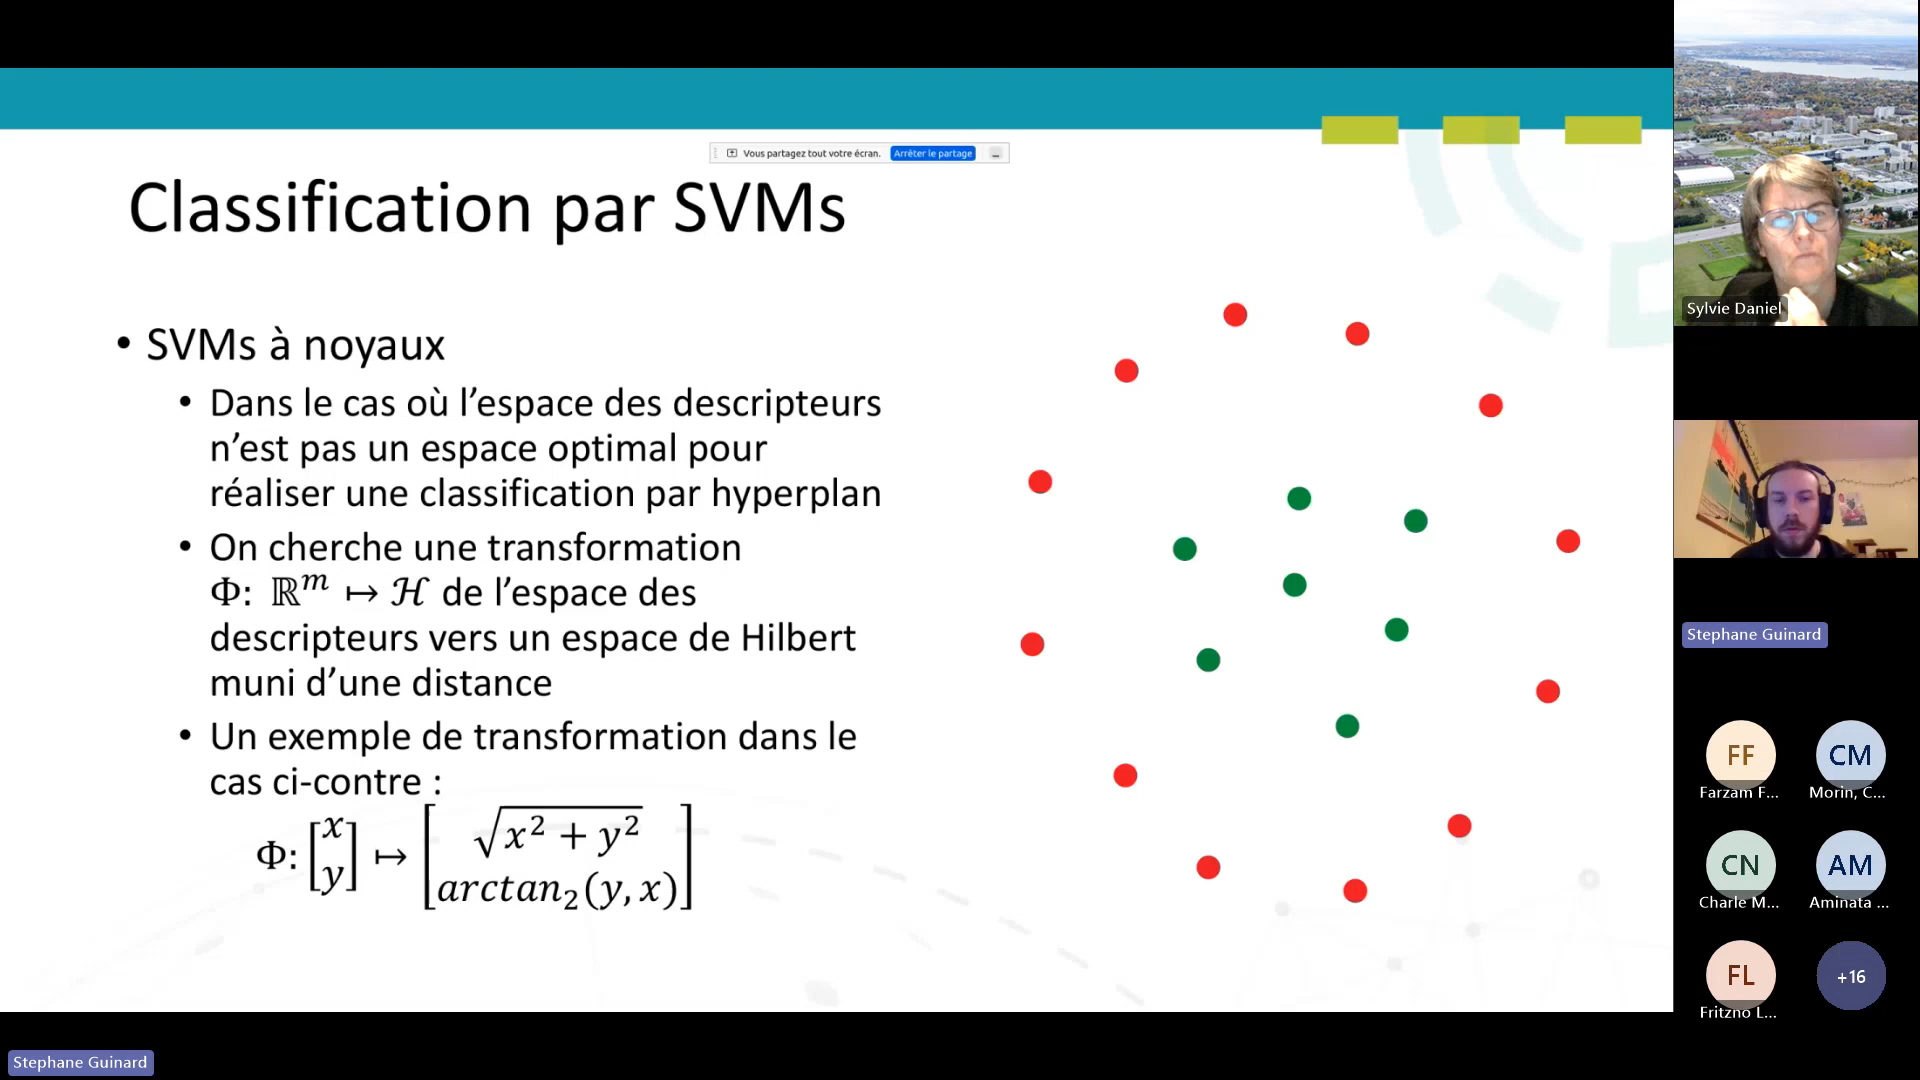 Vous partagez tout votre écran. Arrêter le partage
Classification par SVMs
• SVMs à noyaux
• Dans le cas où l'espace des descripteurs
n'est pas un espace optimal pour
réaliser une classification par hyperplan
• On cherche une transformation
Φ: ℝ^m ↦ ℋ de l'espace des
descripteurs vers un espace de Hilbert
muni d'une distance
• Un exemple de transformation dans le
cas ci-contre :
Φ: [x y] ↦ [√(x² + y²) arctan₂(y, x)]
Sylvie Daniel
Stephane Guinard
FF
Farzam F...
CM
Morin, C...
CN
Charle M...
AM
Aminata ...
FL
Fritzno L...
+16
Stephane Guinard